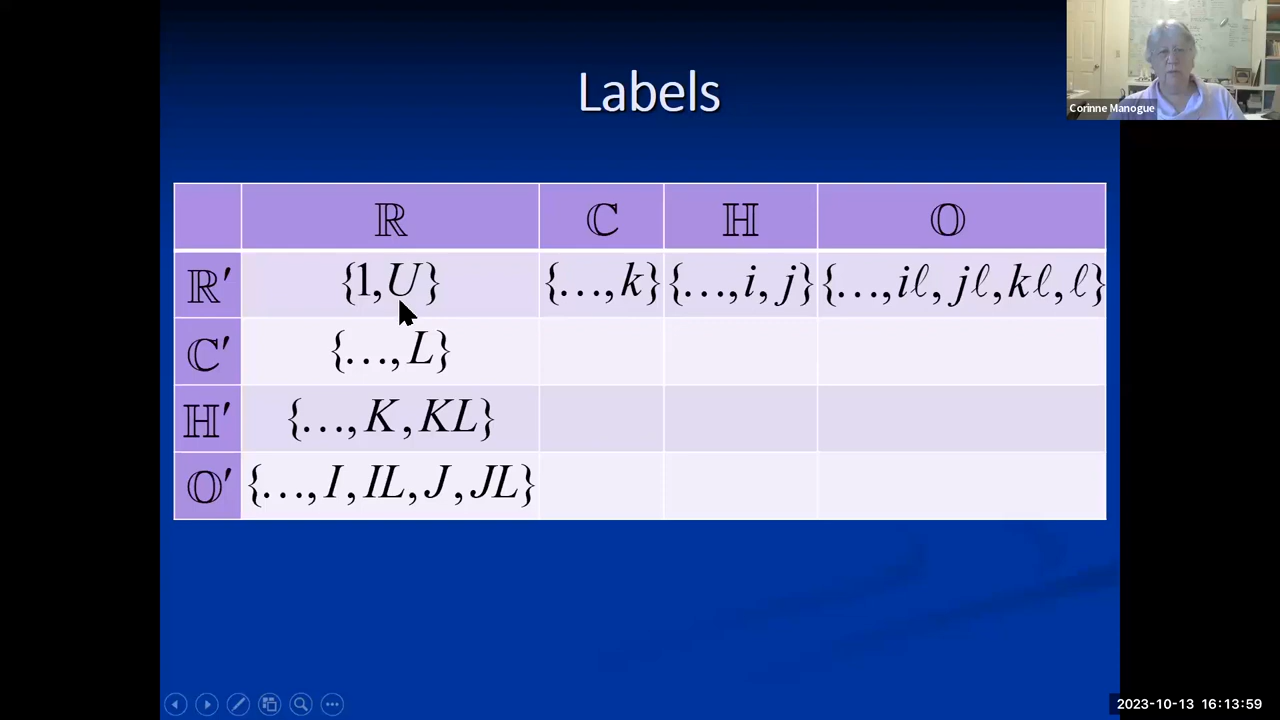 Labels
Corinne Manogue
ℝ ℂ ℍ 𝕆
ℝ′ {1,U} {…,k} {…,i,j} {…,iℓ,jℓ,kℓ,ℓ}
ℂ′ {…,L}
ℍ′ {…,K,KL}
𝕆′ {…,I,IL,J,JL}
2023-10-13 16:13:59